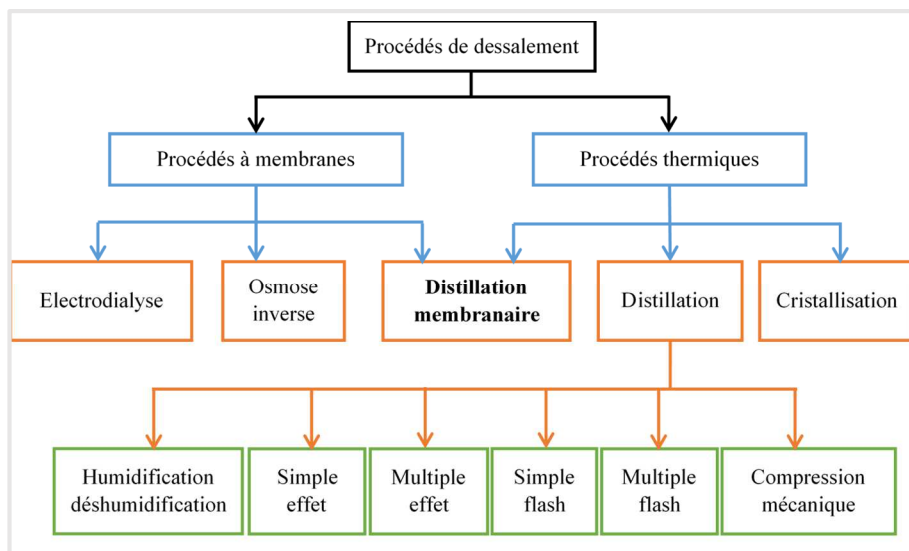 Procédés de dessalement
Procédés à membranes
Procédés thermiques
Electrodialyse
Osmose
inverse
Distillation
membranaire
Distillation
Cristallisation
Humidification
déshumidification
Simple
effet
Multiple
effet
Simple
flash
Multiple
flash
Compression
mécanique